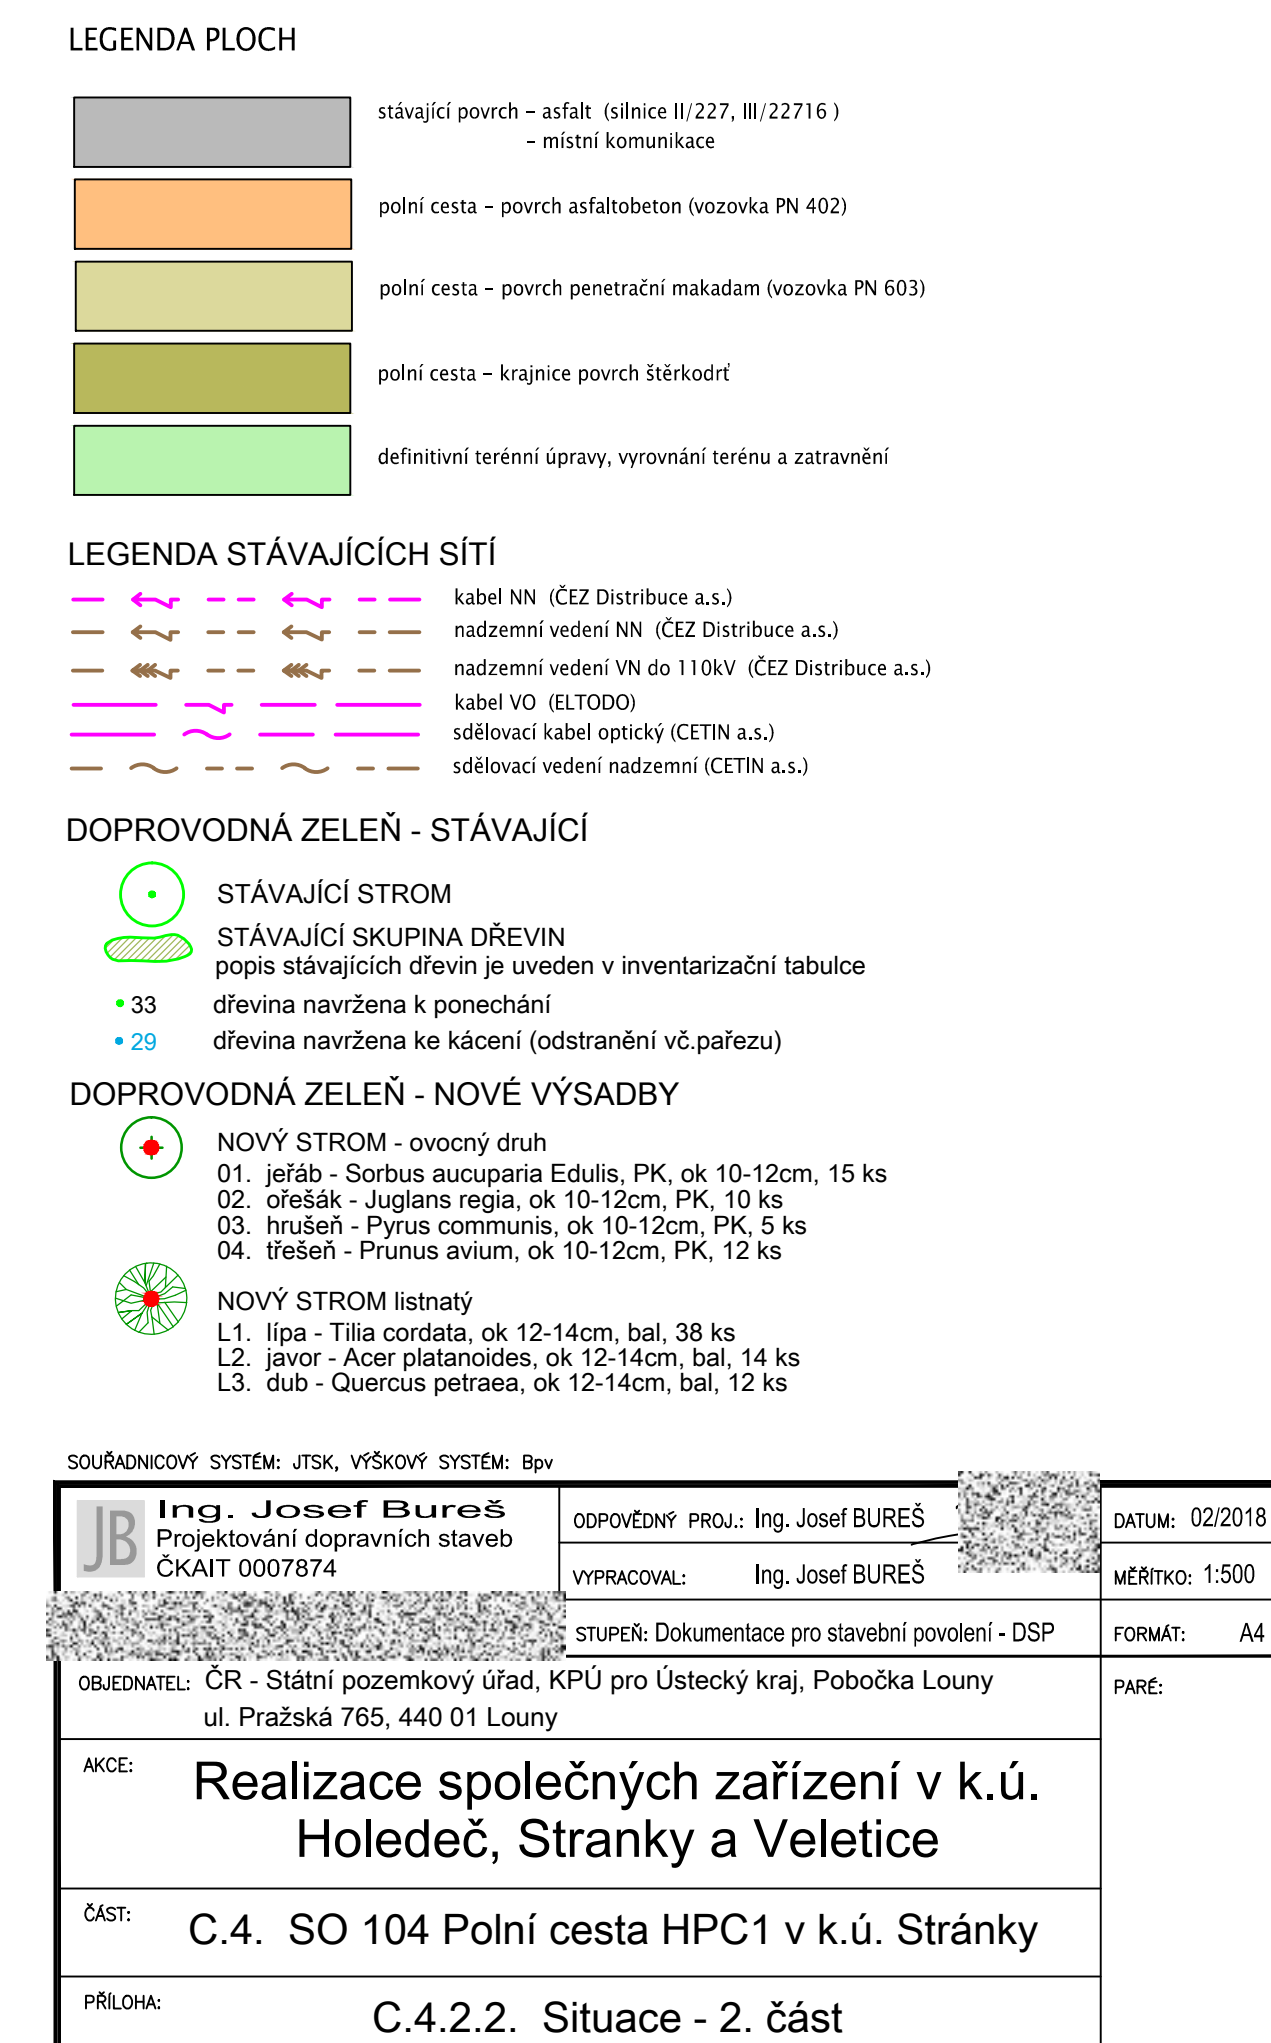 LEGENDA PLOCH
stávající povrch – asfalt (silnice II/227, III/22716 )
– místní komunikace
polní cesta – povrch asfaltobeton (vozovka PN 402)
polní cesta – povrch penetrační makadam (vozovka PN 603)
polní cesta – krajnice povrch štěrkodrť
definitivní terénní úpravy, vyrovnání terénu a zatravnění
LEGENDA STÁVAJÍCÍCH SÍTÍ
kabel NN (ČEZ Distribuce a.s.)
nadzemní vedení NN (ČEZ Distribuce a.s.)
nadzemní vedení VN do 110kV (ČEZ Distribuce a.s.)
kabel VO (ELTODO)
sdělovací kabel optický (CETIN a.s.)
sdělovací vedení nadzemní (CETIN a.s.)
DOPROVODNÁ ZELEŇ - STÁVAJÍCÍ
STÁVAJÍCÍ STROM
STÁVAJÍCÍ SKUPINA DŘEVIN
popis stávajících dřevin je uveden v inventarizační tabulce
33 dřevina navržena k ponechání
29 dřevina navržena ke kácení (odstranění vč.pařezu)
DOPROVODNÁ ZELEŇ - NOVÉ VÝSADBY
NOVÝ STROM - ovocný druh
01. jeřáb - Sorbus aucuparia Edulis, PK, ok 10-12cm, 15 ks
02. ořešák - Juglans regia, ok 10-12cm, PK, 10 ks
03. hrušeň - Pyrus communis, ok 10-12cm, PK, 5 ks
04. třešeň - Prunus avium, ok 10-12cm, PK, 12 ks
NOVÝ STROM listnatý
L1. lípa - Tilia cordata, ok 12-14cm, bal, 38 ks
L2. javor - Acer platanoides, ok 12-14cm, bal, 14 ks
L3. dub - Quercus petraea, ok 12-14cm, bal, 12 ks
SOUŘADNICOVÝ SYSTÉM: JTSK, VÝŠKOVÝ SYSTÉM: Bpv
JB
Ing. Josef Bureš
Projektování dopravních staveb
ČKAIT 0007874
ODPOVĚDNÝ PROJ.: Ing. Josef BUREŠ
DATUM: 02/2018
VYPRACOVAL: Ing. Josef BUREŠ
MĚŘÍTKO: 1:500
STUPEŇ: Dokumentace pro stavební povolení - DSP
FORMÁT: A4
OBJEDNATEL: ČR - Státní pozemkový úřad, KPÚ pro Ústecký kraj, Pobočka Louny
ul. Pražská 765, 440 01 Louny
PARÉ:
AKCE: Realizace společných zařízení v k.ú.
Holedeč, Stranky a Veletice
ČÁST: C.4. SO 104 Polní cesta HPC1 v k.ú. Stránky
PŘÍLOHA: C.4.2.2. Situace - 2. část